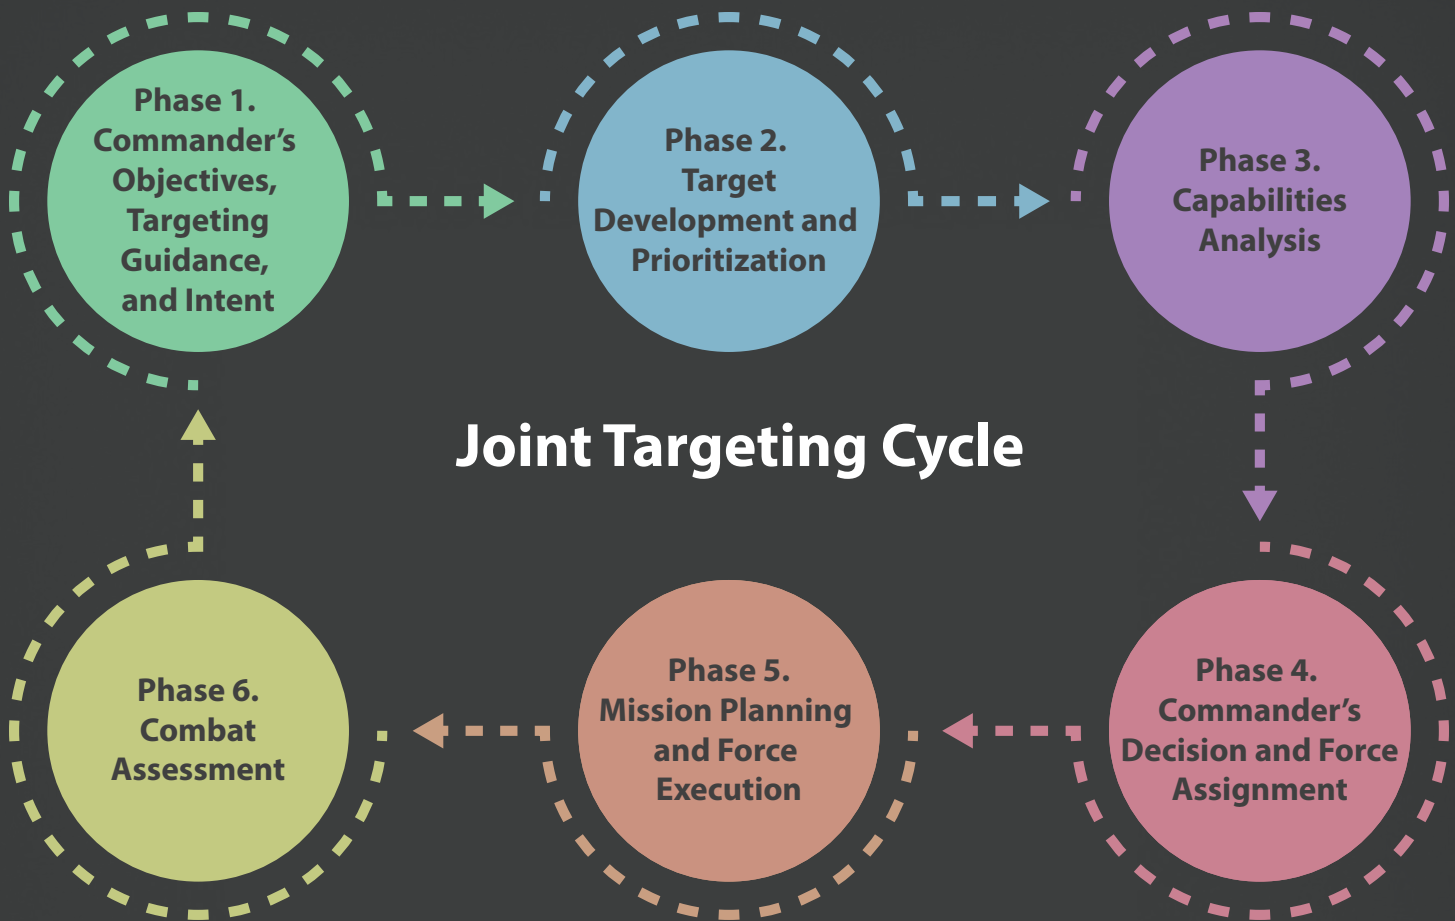 Phase 1.
Commander’s
Objectives,
Targeting
Guidance,
and Intent
Phase 2.
Target
Development and
Prioritization
Phase 3.
Capabilities
Analysis
Joint Targeting Cycle
Phase 4.
Commander’s
Decision and Force
Assignment
Phase 5.
Mission Planning
and Force
Execution
Phase 6.
Combat
Assessment